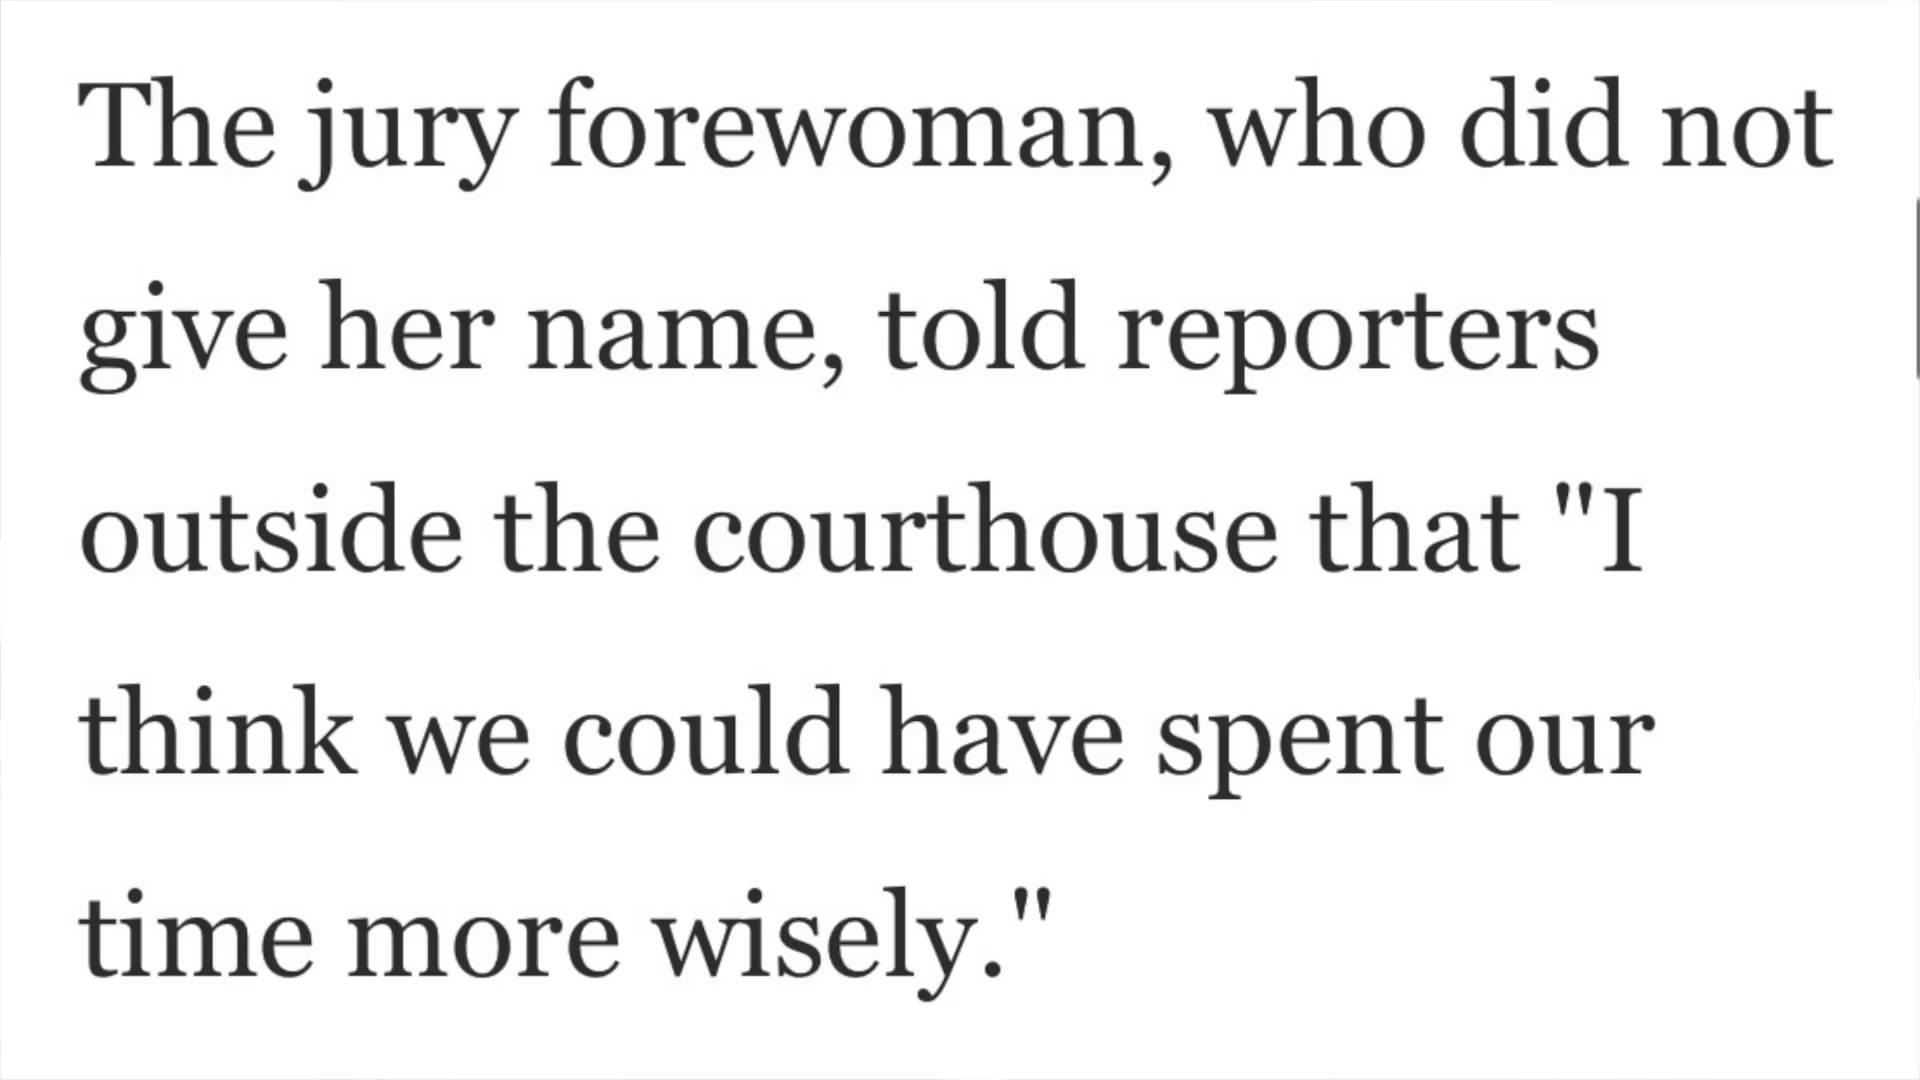 The jury forewoman, who did not
give her name, told reporters
outside the courthouse that "I
think we could have spent our
time more wisely."